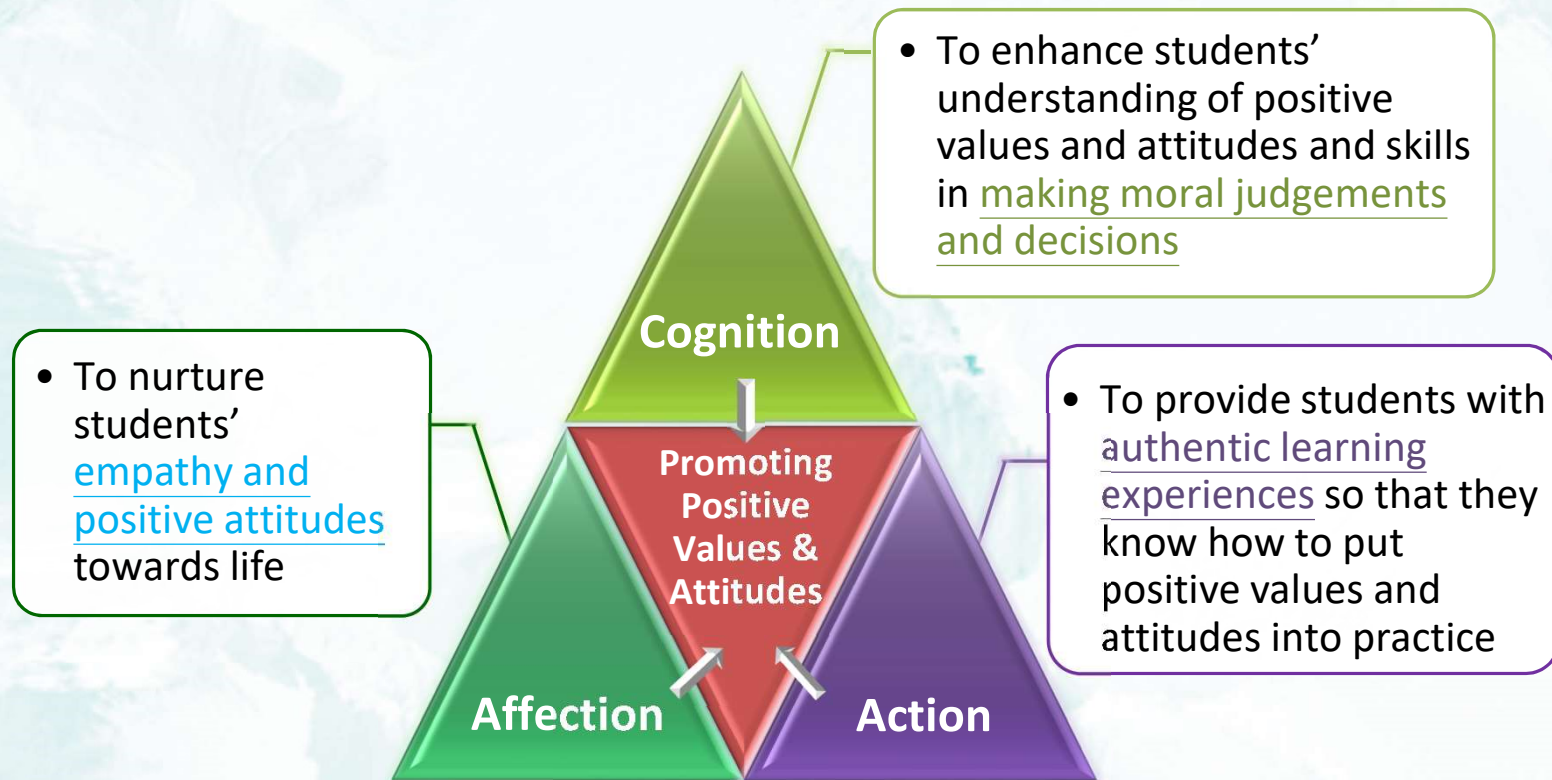 • To enhance students’
understanding of positive
values and attitudes and skills
in making moral judgements
and decisions
Cognition
• To nurture
students’
empathy and
positive attitudes
towards life
Promoting
Positive
Values &
Attitudes
• To provide students with
authentic learning
experiences so that they
know how to put
positive values and
attitudes into practice
Affection
Action